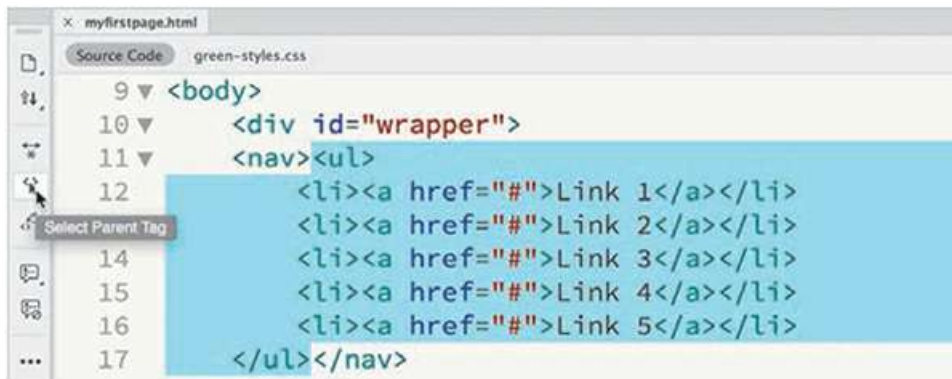 × myfirstpage.html
Source Code green-styles.css
9 ▼ <body>
10 ▼ <div id="wrapper">
11 ▼ <nav><ul>
12 <li><a href="#">Link 1</a></li>
Select Parent Tag <li><a href="#">Link 2</a></li>
14 <li><a href="#">Link 3</a></li>
15 <li><a href="#">Link 4</a></li>
16 <li><a href="#">Link 5</a></li>
17 </ul></nav>